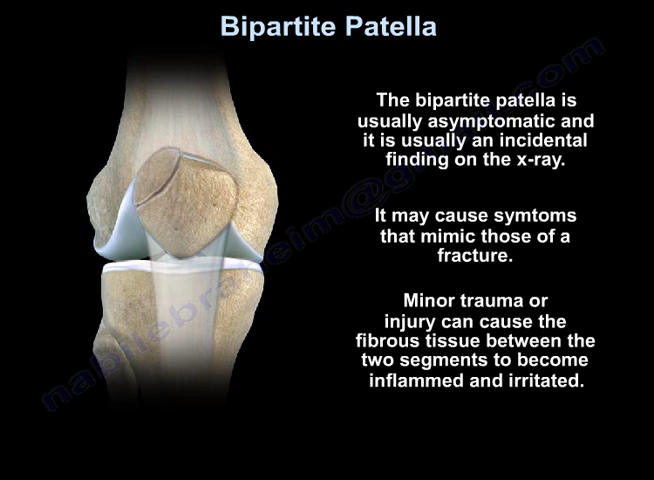 Bipartite Patella
The bipartite patella is
usually asymptomatic and
it is usually an incidental
finding on the x-ray.
It may cause symtoms
that mimic those of a
fracture.
Minor trauma or
injury can cause the
fibrous tissue between the
two segments to become
inflammed and irritated.